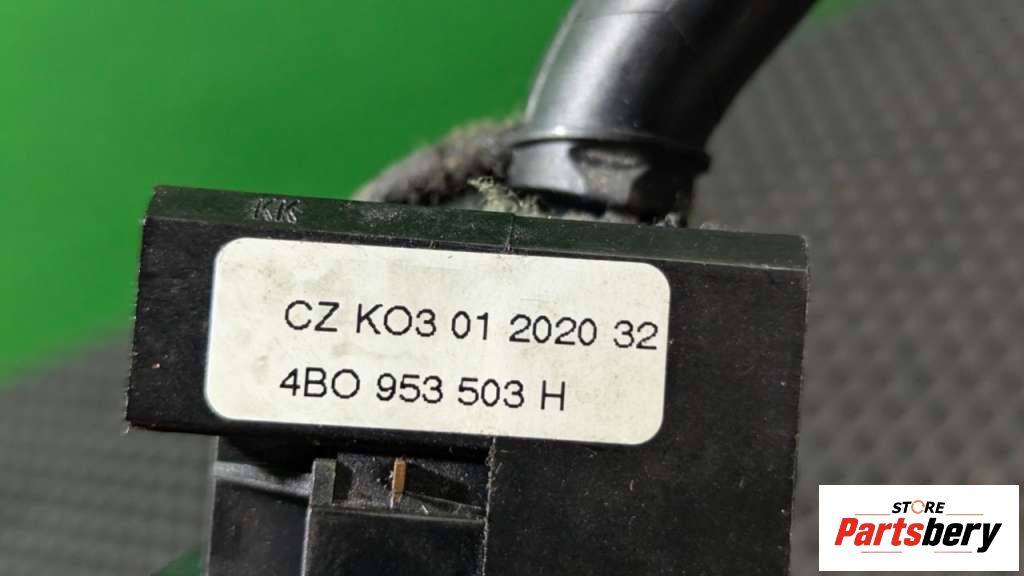 KK
CZ KO3 01 2020 32
4BO 953 503 H
STORE
Partsbery